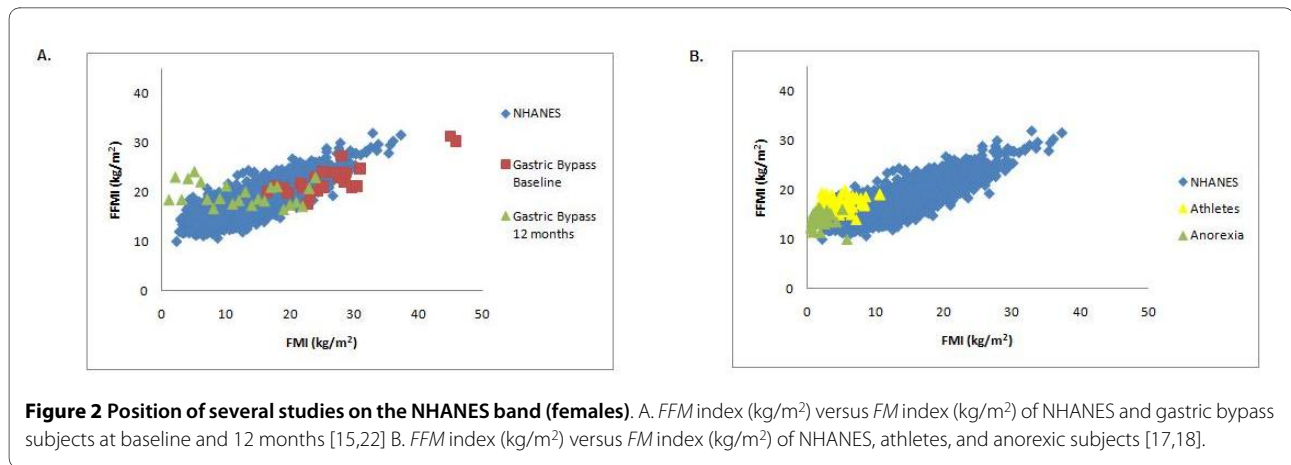 A.
FFMI (kg/m²)
40
30
20
10
0
0 10 20 30 40 50
FMI (kg/m²)
NHANES
Gastric Bypass
Baseline
Gastric Bypass
12 months
B.
FFMI (kg/m²)
40
30
20
10
0
0 10 20 30 40 50
FMI (kg/m²)
NHANES
Athletes
Anorexia
Figure 2 Position of several studies on the NHANES band (females). A. FFM index (kg/m²) versus FM index (kg/m²) of NHANES and gastric bypass
subjects at baseline and 12 months [15,22] B. FFM index (kg/m²) versus FM index (kg/m²) of NHANES, athletes, and anorexic subjects [17,18].